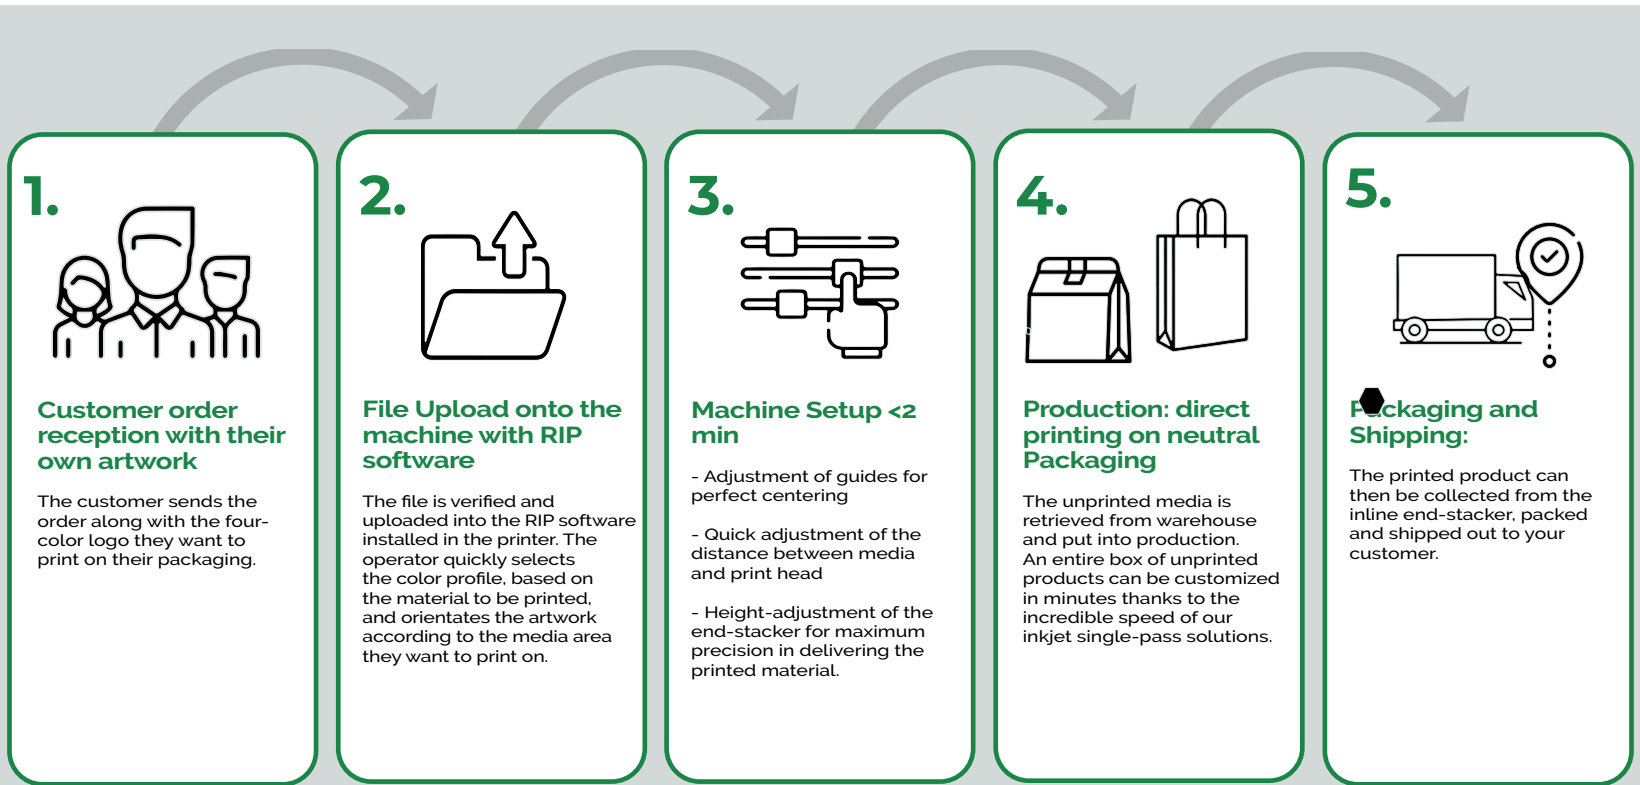 1.
Customer order
reception with their
own artwork
The customer sends the
order along with the four-
color logo they want to
print on their packaging.
2.
File Upload onto the
machine with RIP
software
The file is verified and
uploaded into the RIP software
installed in the printer. The
operator quickly selects
the color profile, based on
the material to be printed,
and orientates the artwork
according to the media area
they want to print on.
3.
Machine Setup <2
min
- Adjustment of guides for
perfect centering
- Quick adjustment of the
distance between media
and print head
- Height-adjustment of the
end-stacker for maximum
precision in delivering the
printed material.
4.
Production: direct
printing on neutral
Packaging
The unprinted media is
retrieved from warehouse
and put into production.
An entire box of unprinted
products can be customized
in minutes thanks to the
incredible speed of our
inkjet single-pass solutions.
5.
Packaging and
Shipping:
The printed product can
then be collected from the
inline end-stacker, packed
and shipped out to your
customer.